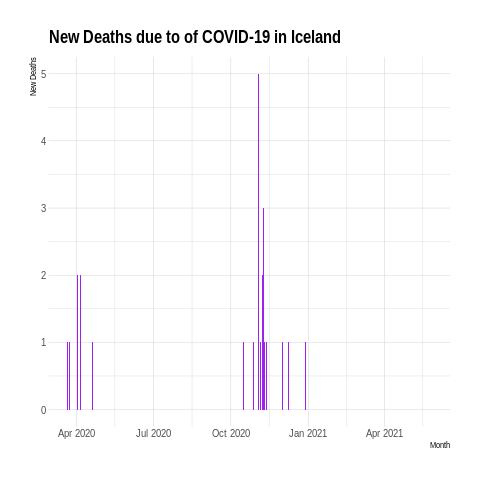 New Deaths due to of COVID-19 in Iceland
New Deaths
5
4
3
2
1
0
Apr 2020 Jul 2020 Oct 2020 Jan 2021 Apr 2021
Month